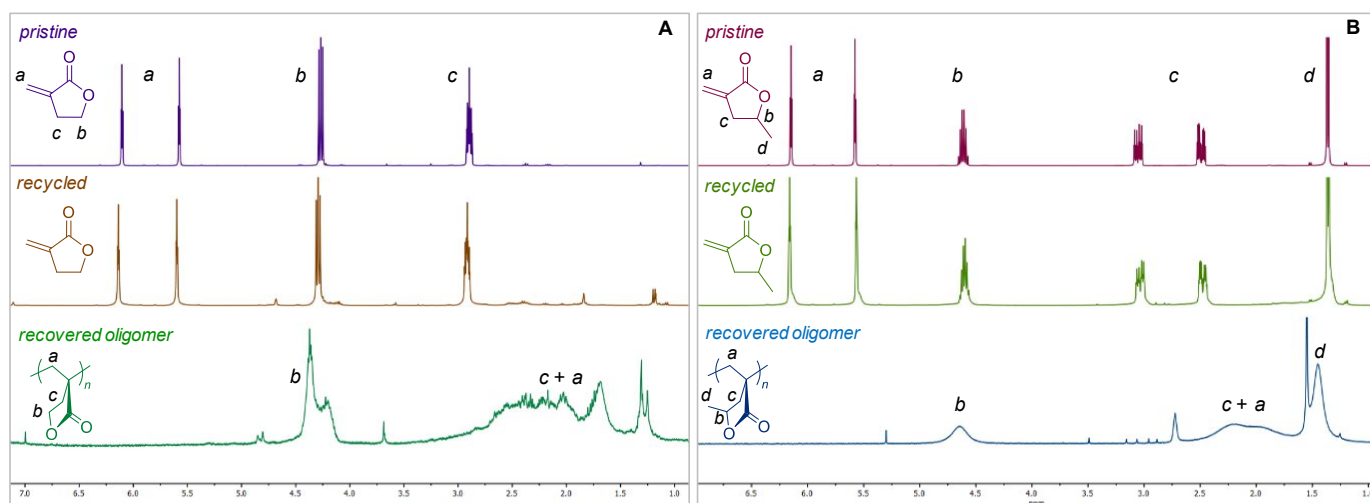 A
pristine
a
O
O
c b
a
b
c
recycled
O
O
recovered oligomer
a
n
c
b
O
O
b
c + a
7.0 6.5 6.0 5.5 5.0 4.5 4.0 3.5 3.0 2.5 2.0 1.5 1.0
B
pristine
a
O
O
c
b
d
a
b
c
d
recycled
O
O
recovered oligomer
a
n
d
c
b
O
O
b
c + a
d
6.5 6.0 5.5 5.0 4.5 4.0 3.5 3.0 2.5 2.0 1.5